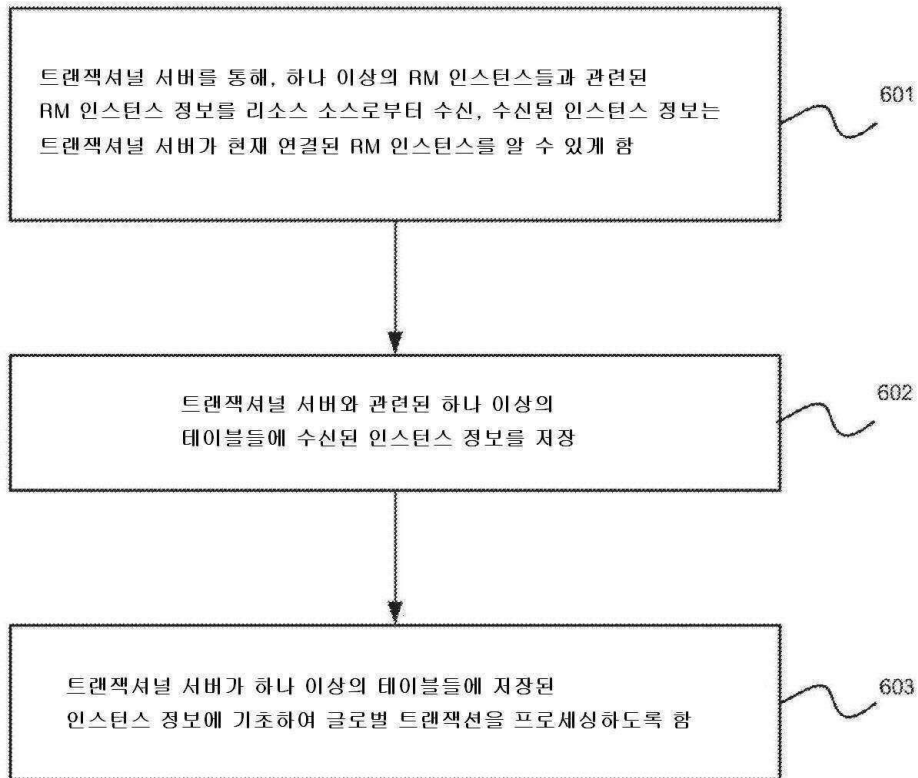 트랜잭셔널 서버를 통해, 하나 이상의 RM 인스턴스들과 관련된
RM 인스턴스 정보를 리소스 소스로부터 수신, 수신된 인스턴스 정보는
트랜잭셔널 서버가 현재 연결된 RM 인스턴스를 알 수 있게 함
601
트랜잭셔널 서버와 관련된 하나 이상의
테이블들에 수신된 인스턴스 정보를 저장
602
트랜잭셔널 서버가 하나 이상의 테이블들에 저장된
인스턴스 정보에 기초하여 글로벌 트랜잭션을 프로세싱하도록 함
603